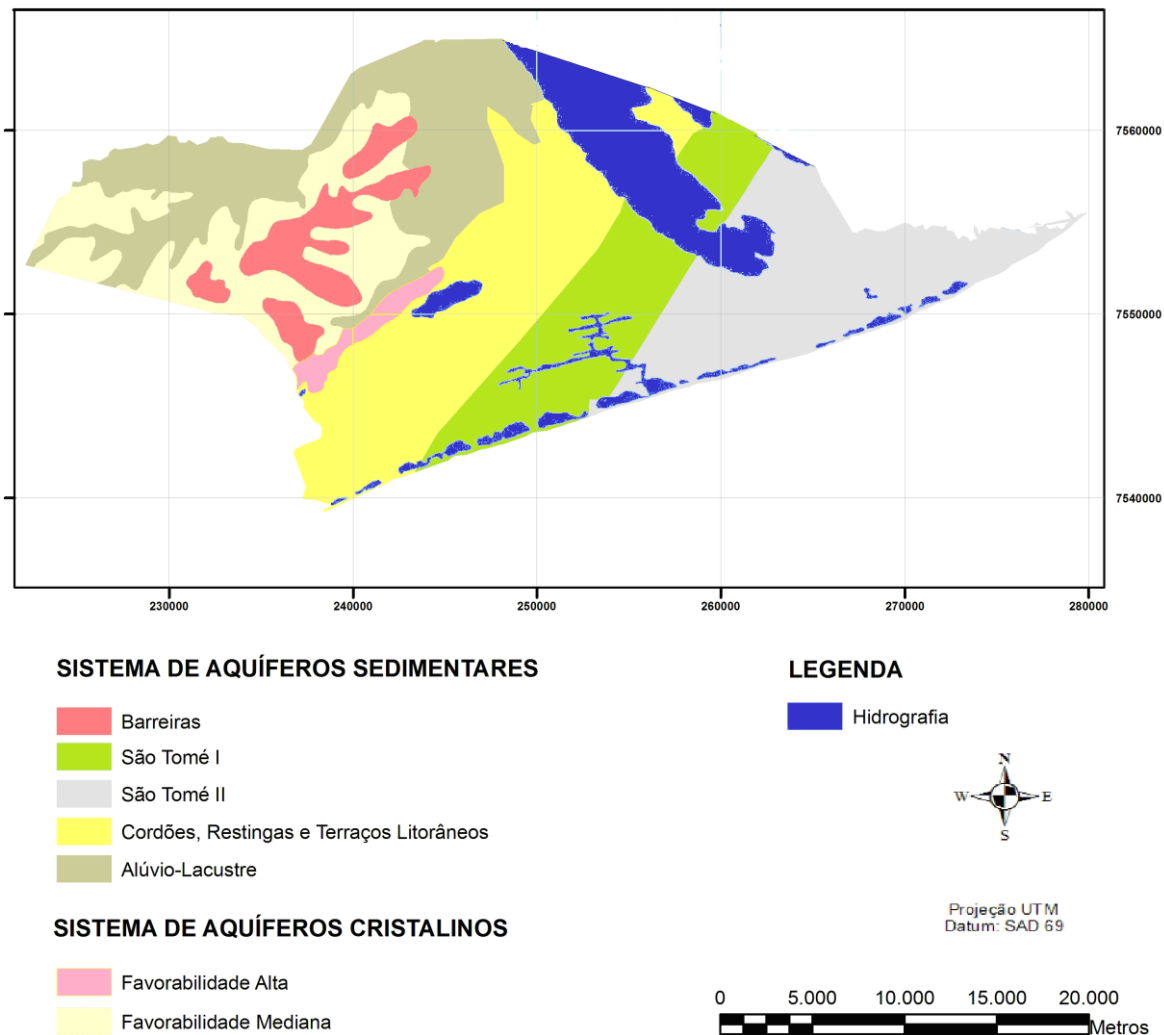 7560000
7550000
7540000
230000 240000 250000 260000 270000 280000
SISTEMA DE AQUÍFEROS SEDIMENTARES
Barreiras
São Tomé I
São Tomé II
Cordões, Restingas e Terraços Litorâneos
Alúvio-Lacustre
SISTEMA DE AQUÍFEROS CRISTALINOS
Favorabilidade Alta
Favorabilidade Mediana
LEGENDA
Hidrografia
N
W E
S
Projeção UTM
Datum: SAD 69
0 5.000 10.000 15.000 20.000
Metros